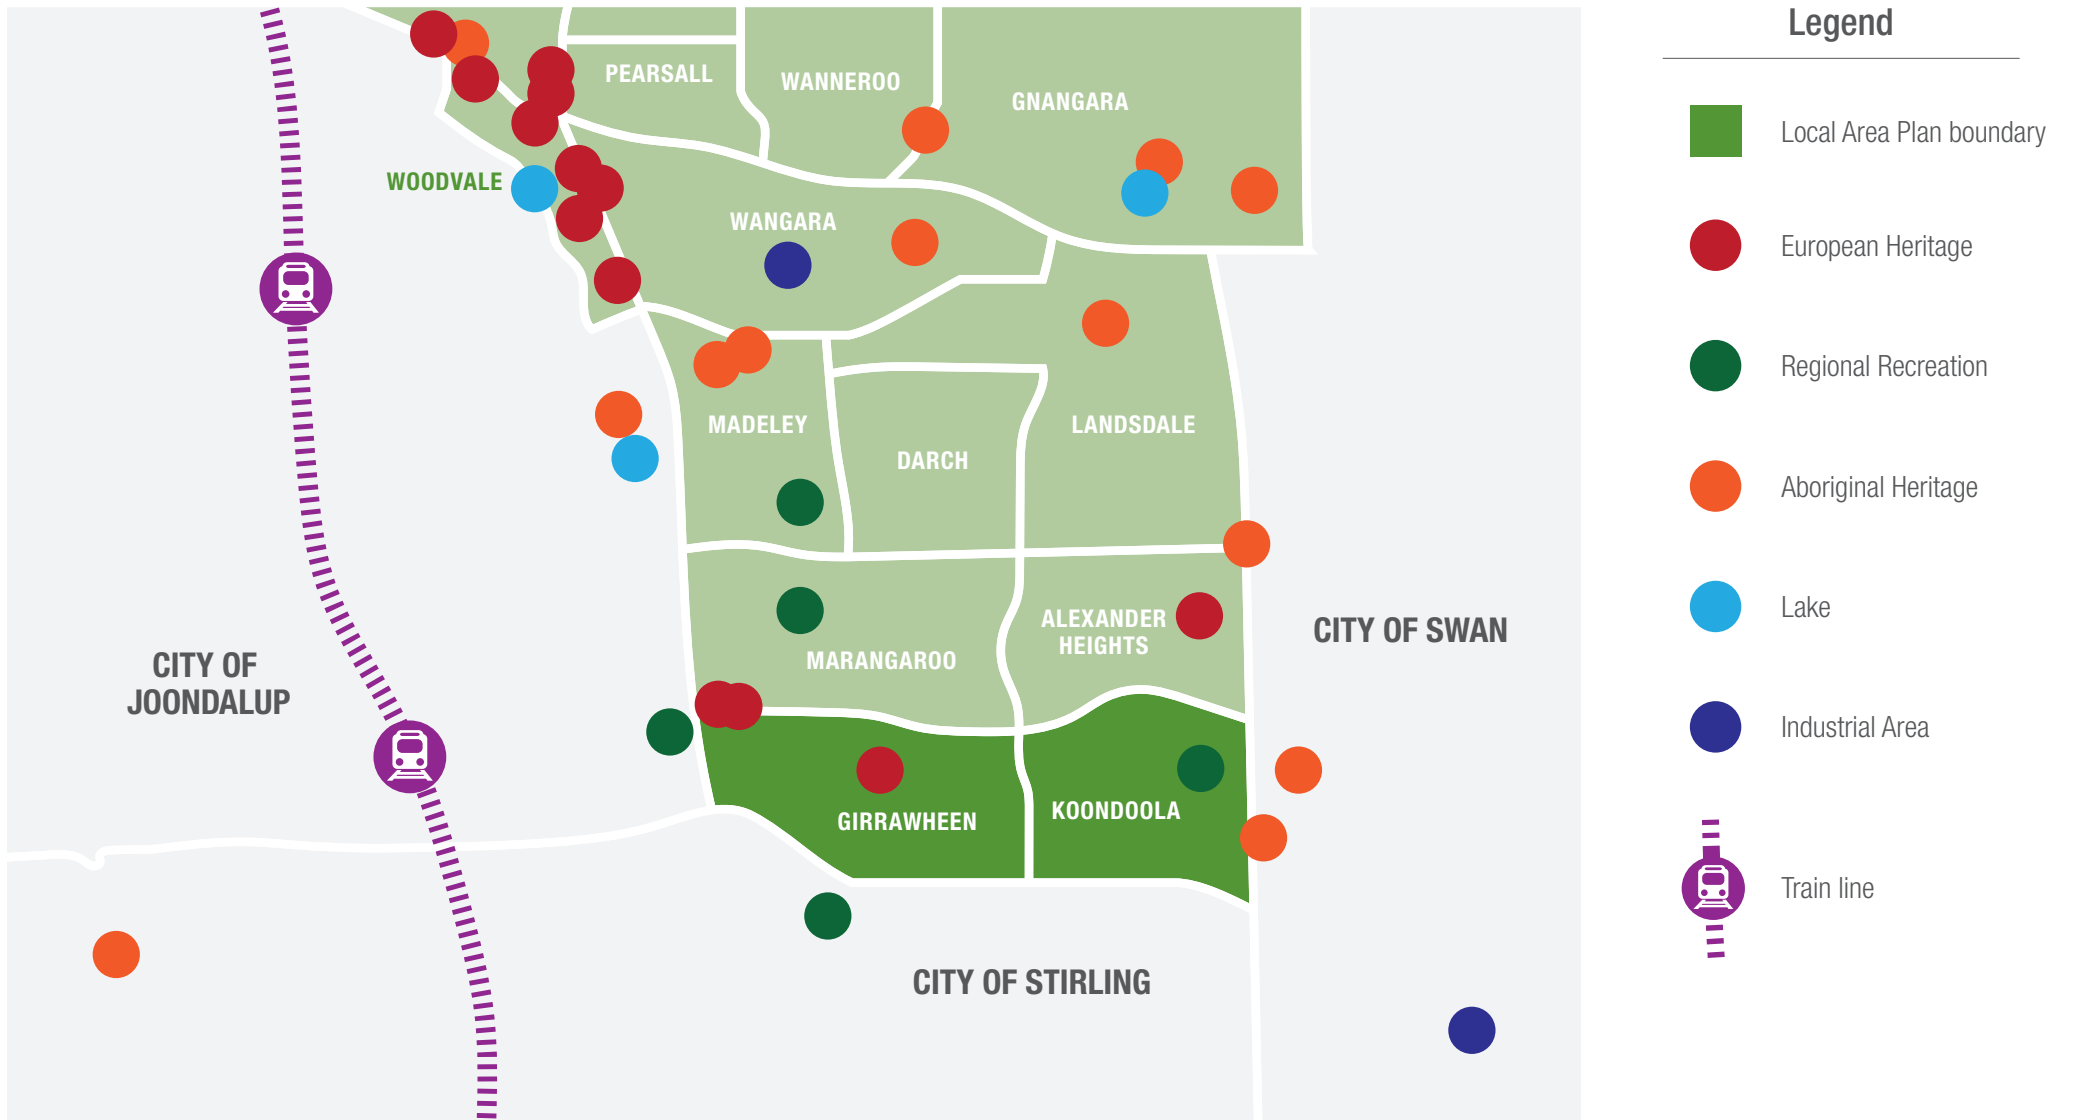 PEARSALL
WANNEROO
GNANGARA
WOODVALE
WANGARA
MADELEY
DARCH
LANDSDALE
MARANGAROO
ALEXANDER
HEIGHTS
CITY OF SWAN
CITY OF
JOONDALUP
GIRRAWHEEN
KOONDOOLA
CITY OF STIRLING
Legend
Local Area Plan boundary
European Heritage
Regional Recreation
Aboriginal Heritage
Lake
Industrial Area
Train line